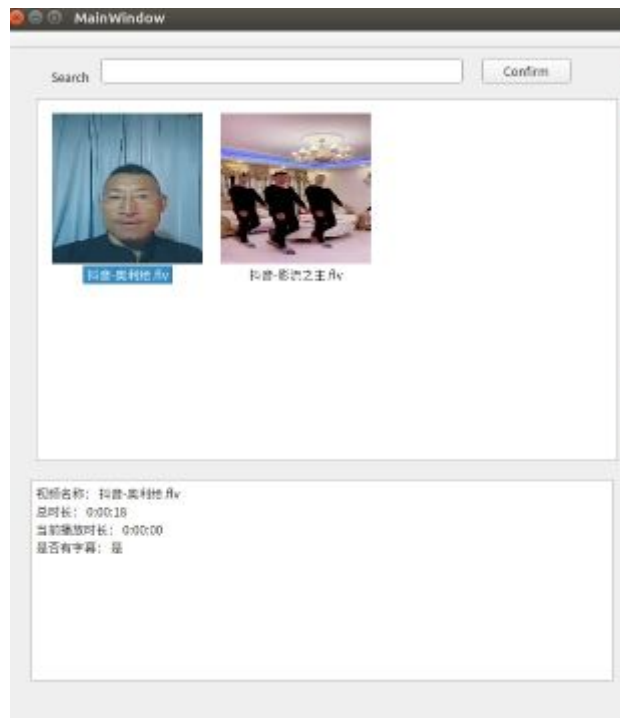 MainWindow
Search
Confirm
抖音-奥利给.flv
抖音-影流之主.flv
视频名称： 抖音-奥利给.flv
总时长： 0:00:18
当前播放时长： 0:00:00
是否有字幕： 是